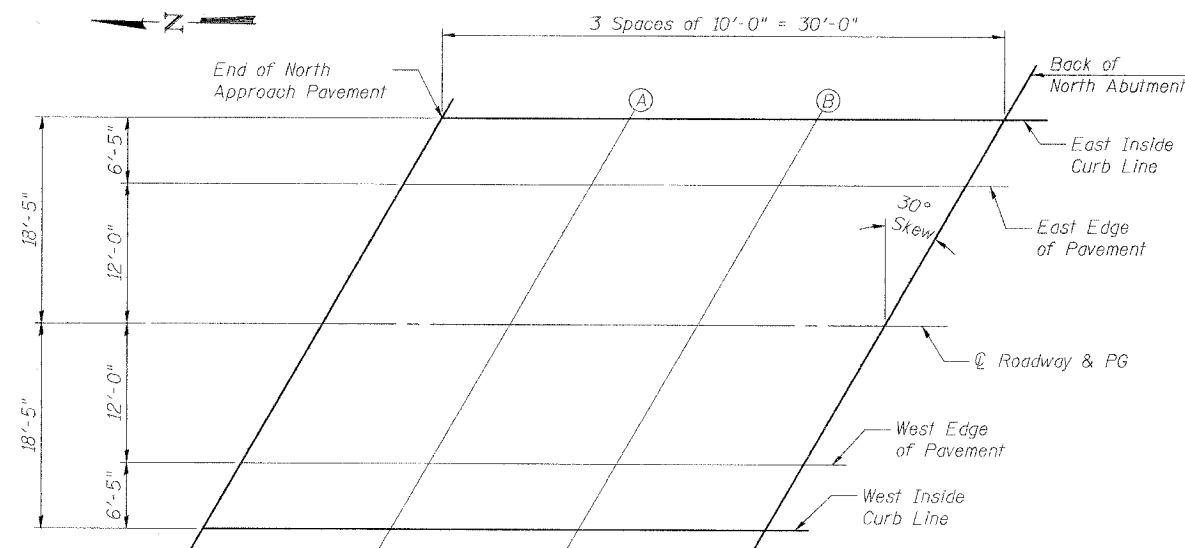 N
3 Spaces of 10'-0" = 30'-0"
End of North
Approach Pavement
A
B
Back of
North Abutment
East Inside
Curb Line
6'-5"
18'-5"
12'-0"
30°
Skew
East Edge
of Pavement
℄ Roadway & PG
18'-5"
12'-0"
6'-5"
West Edge
of Pavement
West Inside
Curb Line